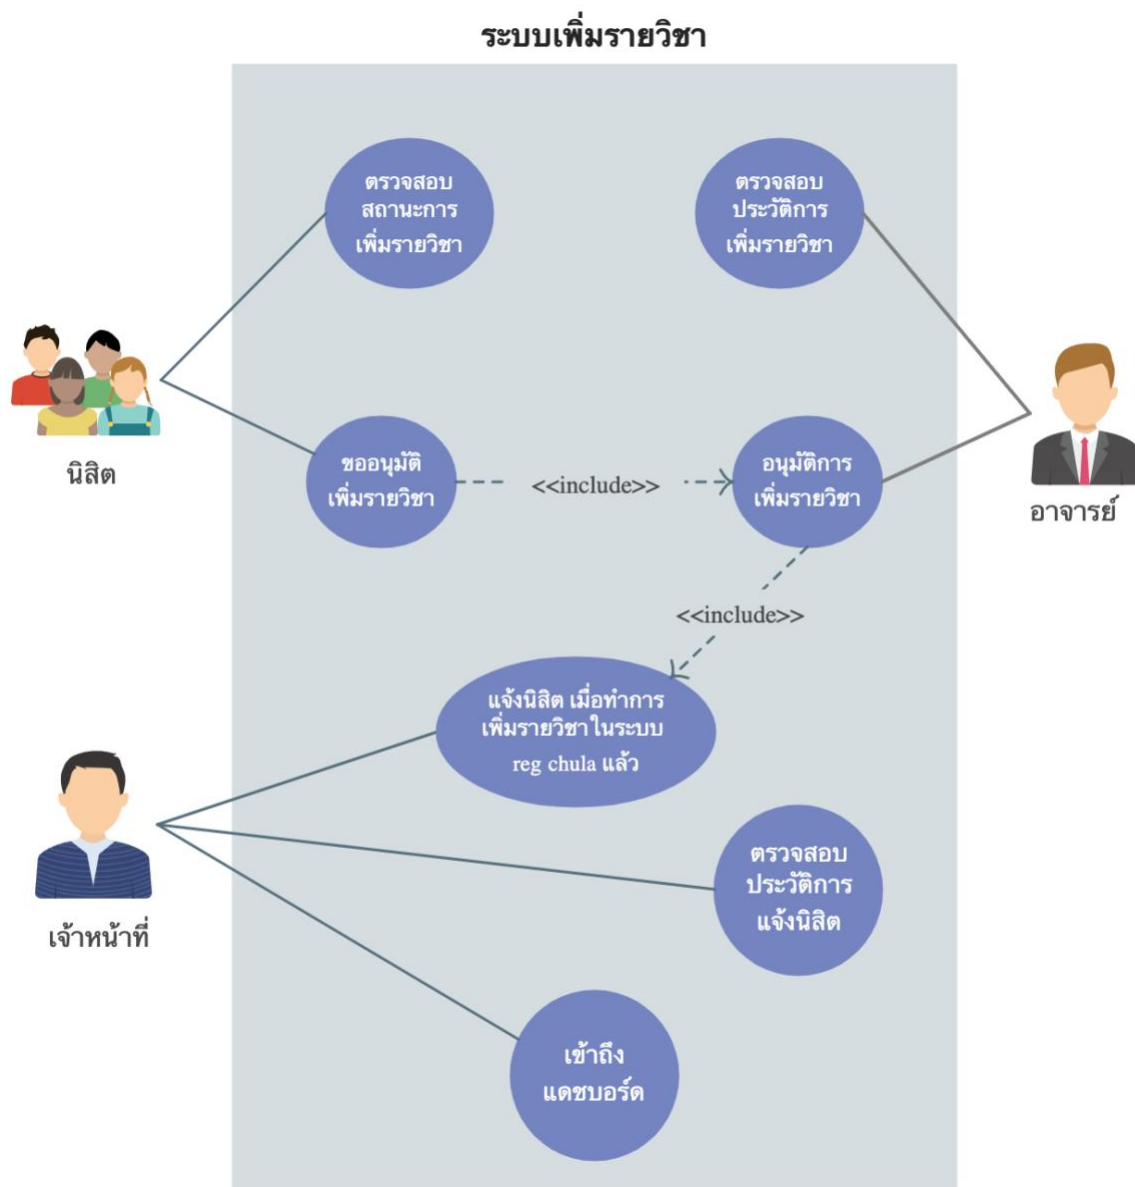 ระบบเพิ่มรายวิชา
ตรวจสอบ
สถานะการ
เพิ่มรายวิชา
ตรวจสอบ
ประวัติการ
เพิ่มรายวิชา
นิสิต
ขออนุมัติ
เพิ่มรายวิชา
<<include>>
อนุมัติการ
เพิ่มรายวิชา
อาจารย์
<<include>>
แจ้งนิสิต เมื่อทำการ
เพิ่มรายวิชาในระบบ
reg chula แล้ว
เจ้าหน้าที่
ตรวจสอบ
ประวัติการ
แจ้งนิสิต
เข้าถึง
แดชบอร์ด